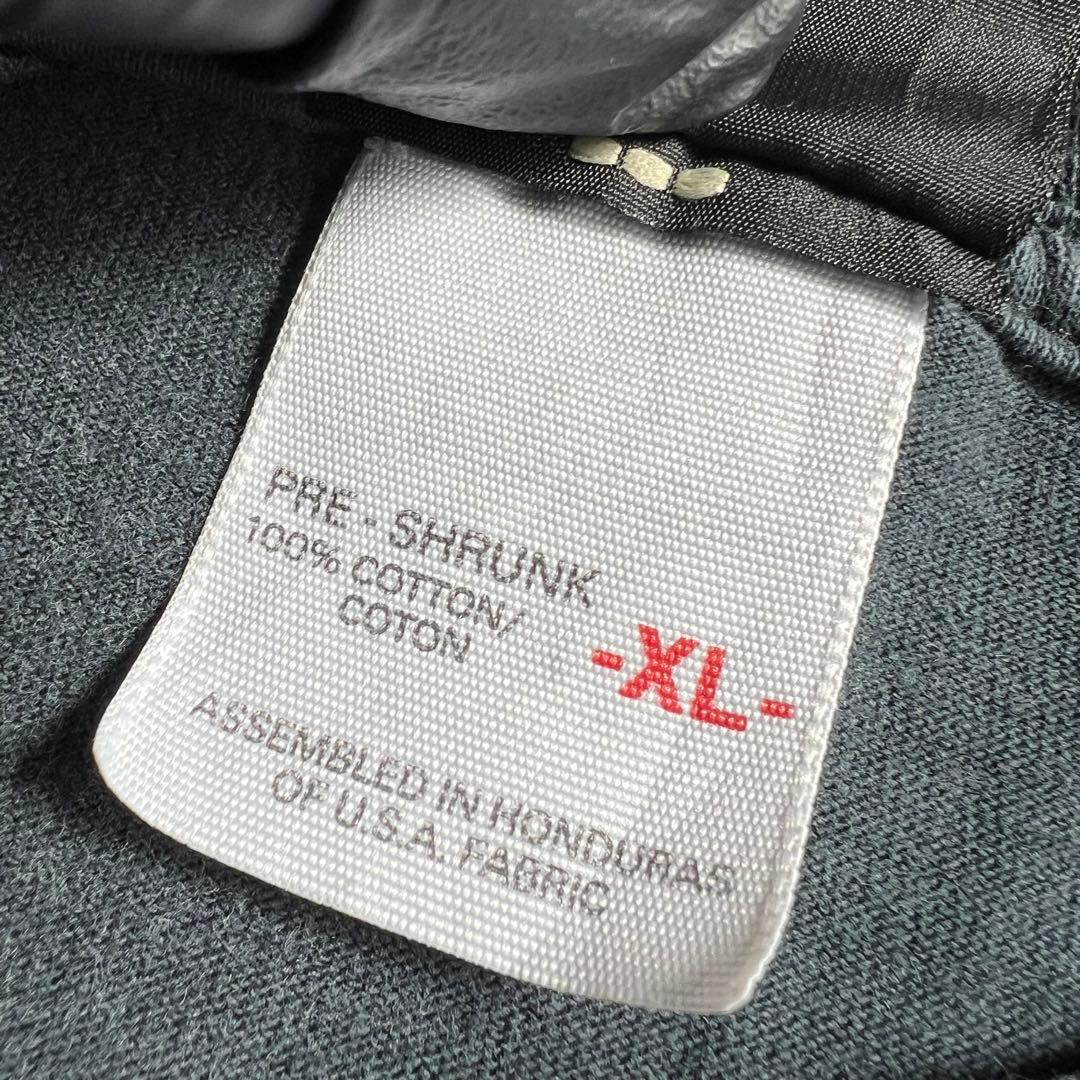 PRE - SHRUNK
100% COTTON/
COTON
-XL-
ASSEMBLED IN HONDURAS
OF U.S.A. FABRIC